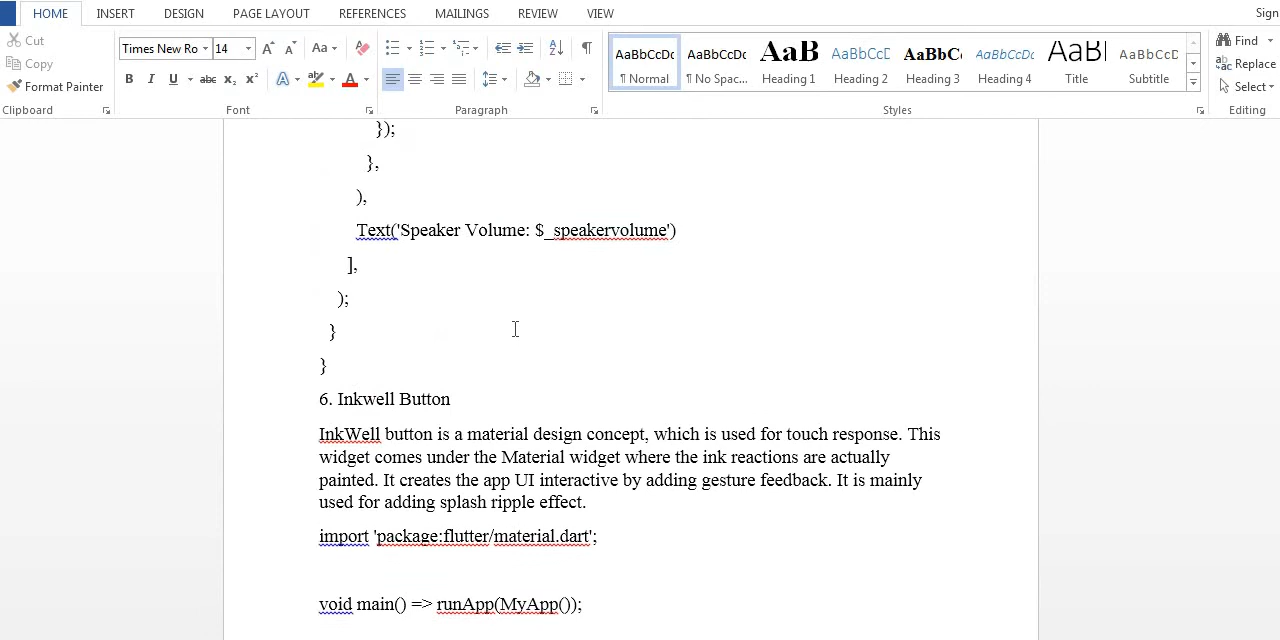 HOME INSERT DESIGN PAGE LAYOUT REFERENCES MAILINGS REVIEW VIEW Sign
Cut Times New Ro 14 Aa AaBbCcDc AaBbCcDc AaB AaBbCcD AaBbC AaBbCcDc AaB AaBbCcD Find
Copy Replace
Format Painter B I U abc X₂ X² A A ¶ Normal ¶ No Spac... Heading 1 Heading 2 Heading 3 Heading 4 Title Subtitle Select
Clipboard Font Paragraph Styles Editing
});
},
),
Text('Speaker Volume: $_speakervolume')
],
);
}
}
6. Inkwell Button
InkWell button is a material design concept, which is used for touch response. This
widget comes under the Material widget where the ink reactions are actually
painted. It creates the app UI interactive by adding gesture feedback. It is mainly
used for adding splash ripple effect.
import 'package:flutter/material.dart';
void main() => runApp(MyApp());